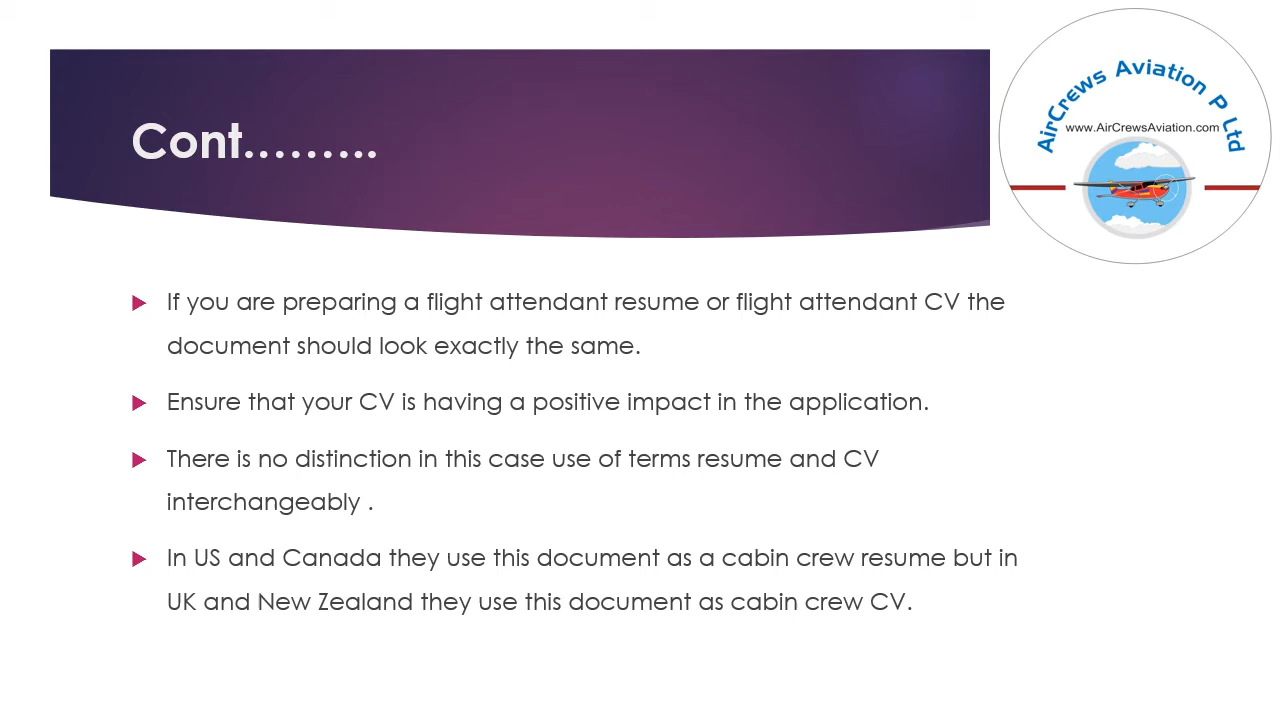 AirCrews Aviation P Ltd
www.AirCrewsAviation.com
Cont………..
If you are preparing a flight attendant resume or flight attendant CV the
document should look exactly the same.
Ensure that your CV is having a positive impact in the application.
There is no distinction in this case use of terms resume and CV
interchangeably .
In US and Canada they use this document as a cabin crew resume but in
UK and New Zealand they use this document as cabin crew CV.